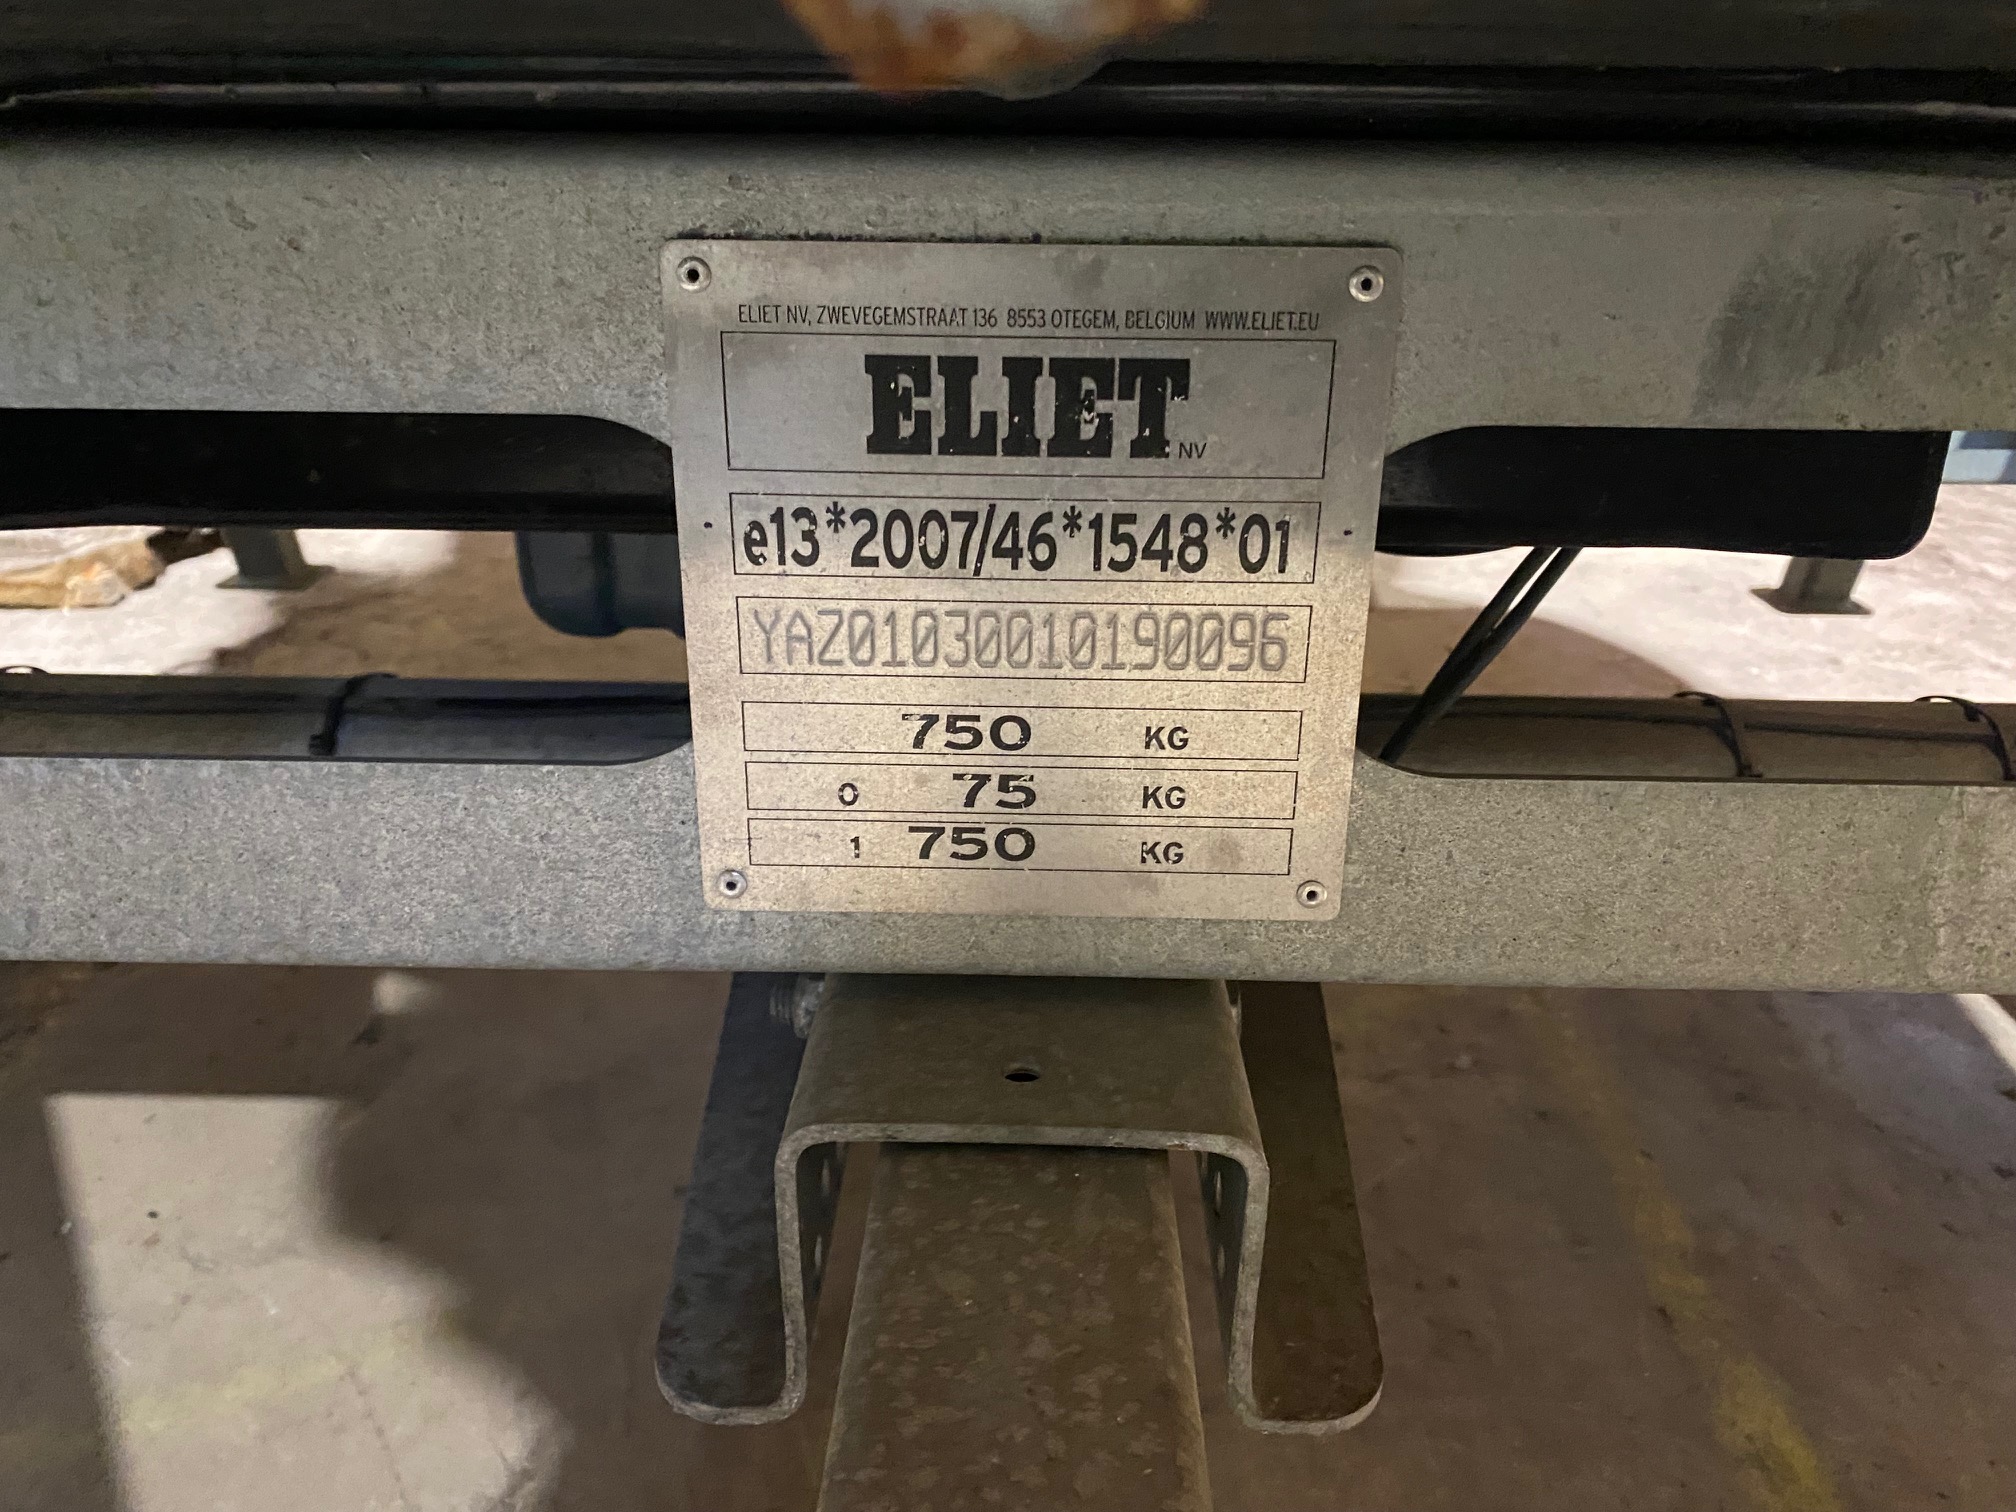 ELIET NV, ZWEVEGEMSTRAAT 136 8553 OTEGEM, BELGIUM WWW.ELIET.EU
ELIET NV
e13*2007/46*1548*01
YAZ01030010190096
750 KG
0 75 KG
1 750 KG